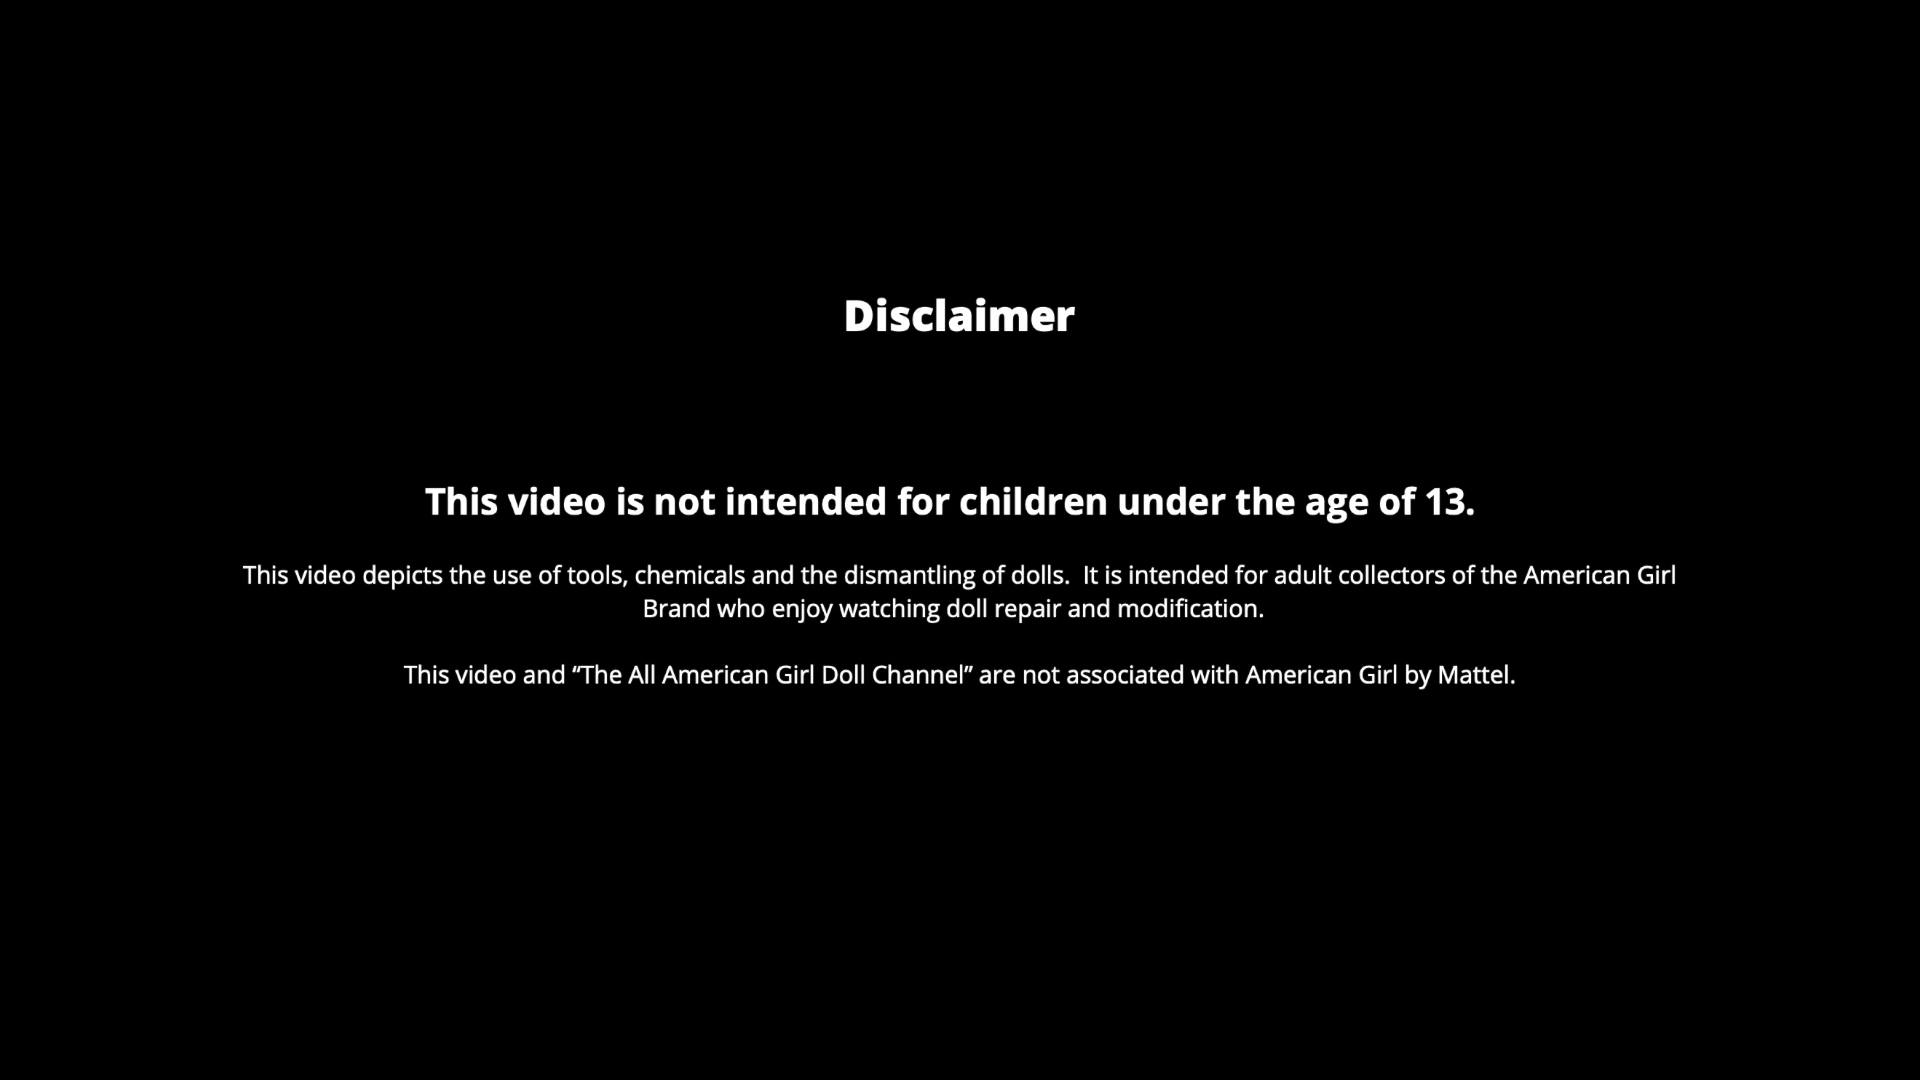 Disclaimer
This video is not intended for children under the age of 13.
This video depicts the use of tools, chemicals and the dismantling of dolls.  It is intended for adult collectors of the American Girl
Brand who enjoy watching doll repair and modification.
This video and “The All American Girl Doll Channel” are not associated with American Girl by Mattel.